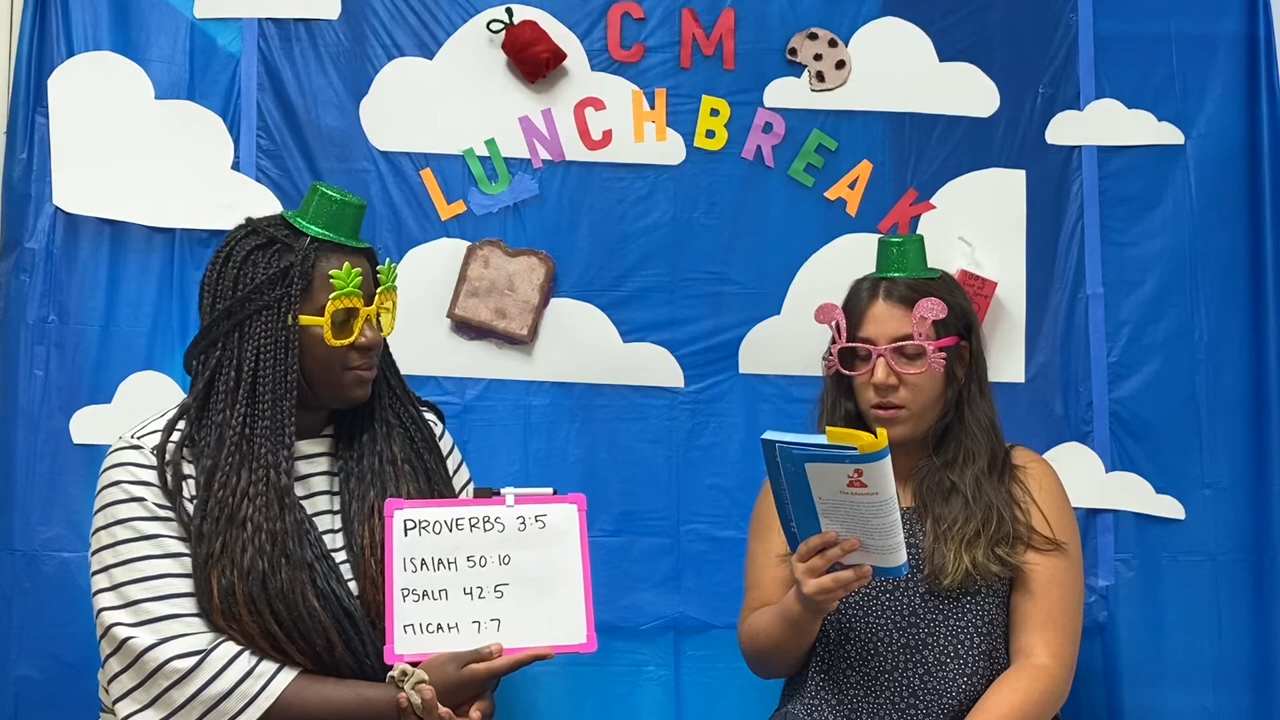 CM
LUNCHBREAK
PROVERBS 3:5
ISAIAH 50:10
PSALM 42:5
MICAH 7:7
The Adventure